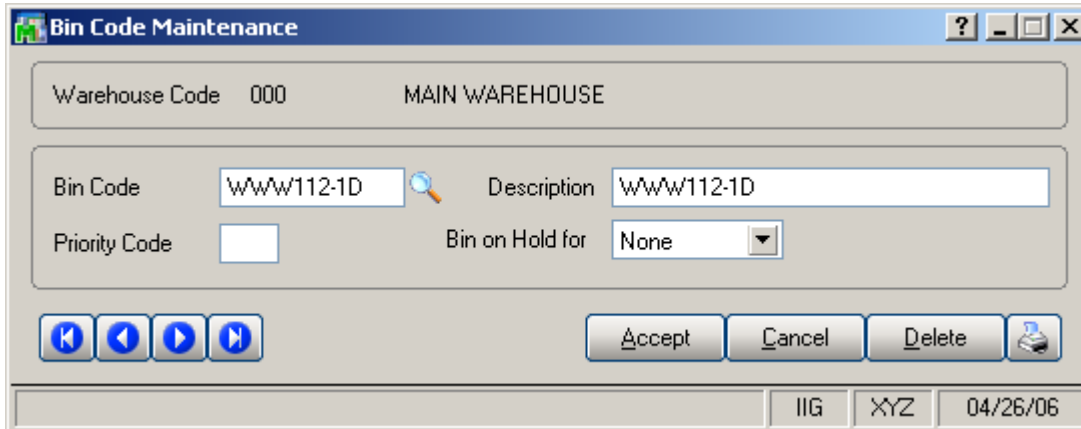 Bin Code Maintenance
Warehouse Code 000 MAIN WAREHOUSE
Bin Code WWW112-1D Description WWW112-1D
Priority Code Bin on Hold for None
Accept Cancel Delete
IIG XYZ 04/26/06